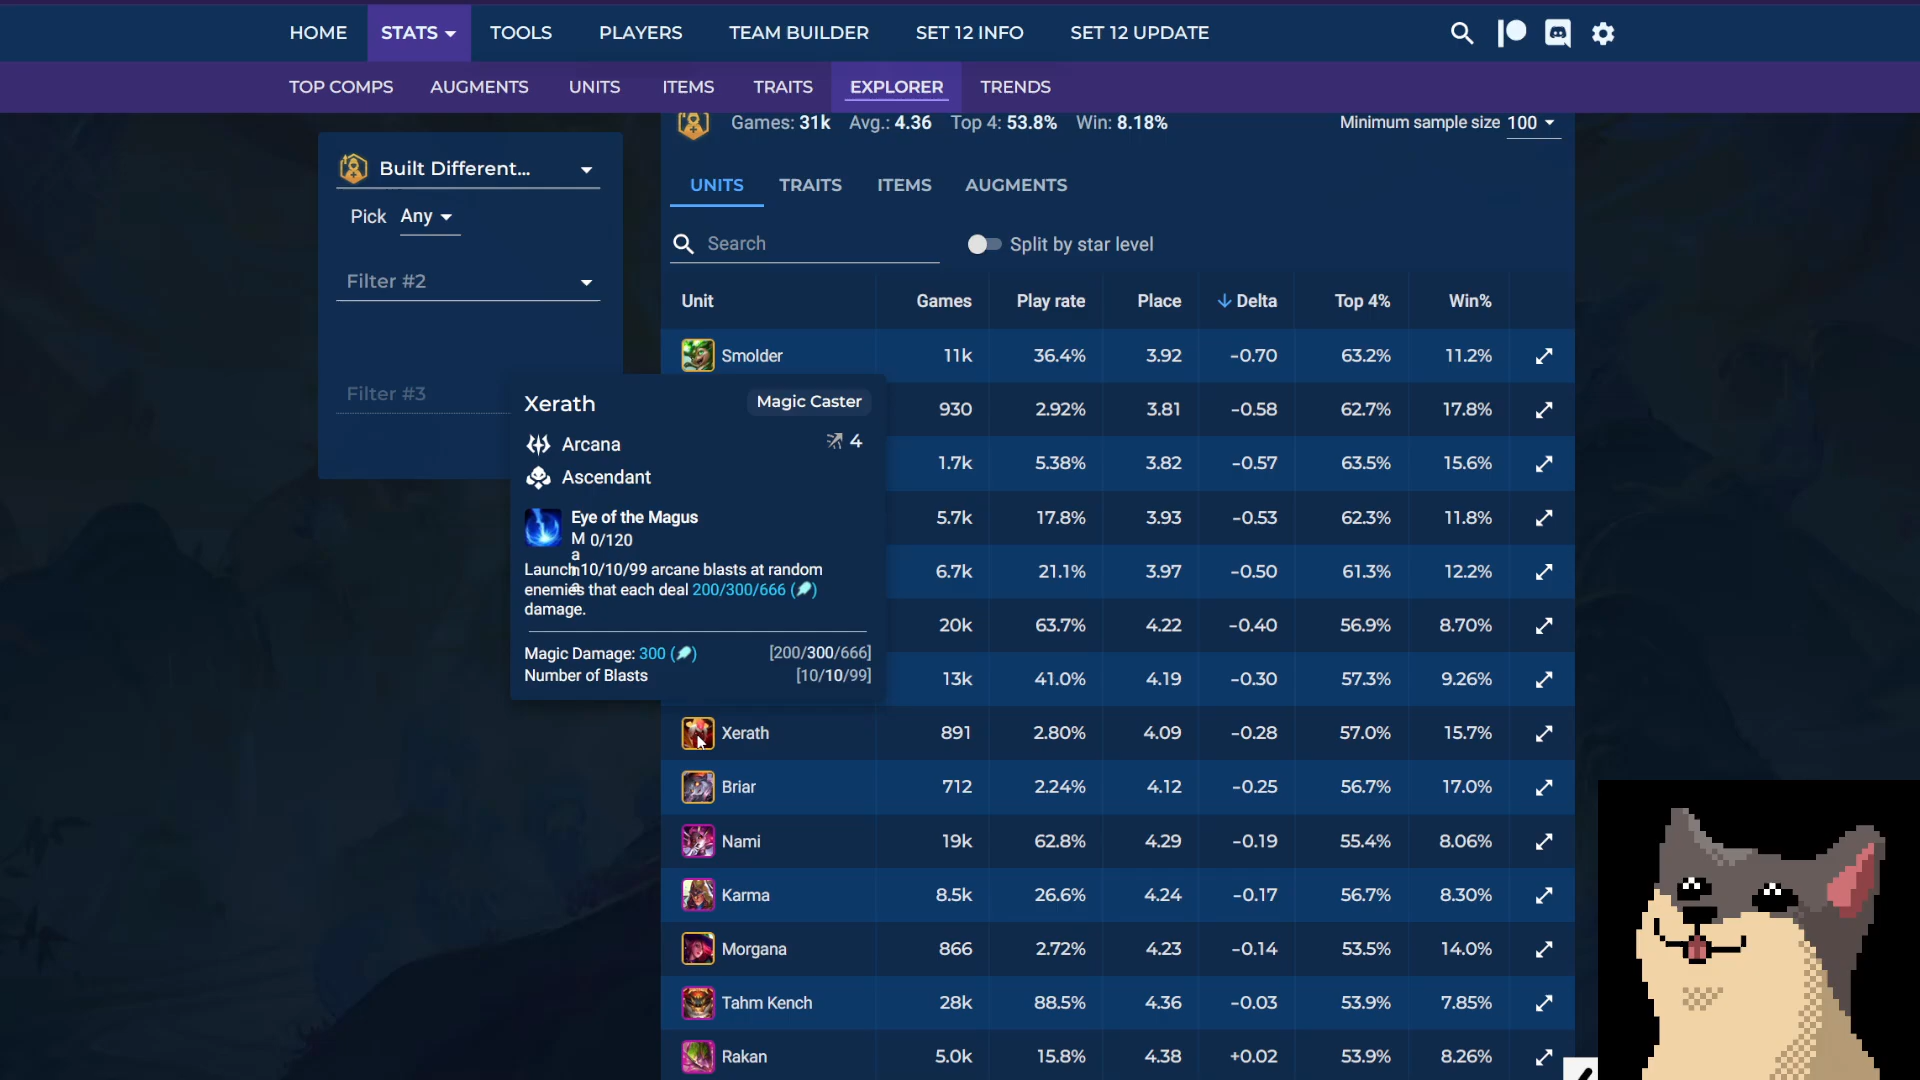 HOME STATS TOOLS PLAYERS TEAM BUILDER SET 12 INFO SET 12 UPDATE
TOP COMPS AUGMENTS UNITS ITEMS TRAITS EXPLORER TRENDS
Games: 31k Avg.: 4.36 Top 4: 53.8% Win: 8.18% Minimum sample size 100
Built Different...
Pick Any
Filter #2
Filter #3
UNITS TRAITS ITEMS AUGMENTS
Search Split by star level
Unit Games Play rate Place Delta Top 4% Win%
Smolder 11k 36.4% 3.92 -0.70 63.2% 11.2%
930 2.92% 3.81 -0.58 62.7% 17.8%
1.7k 5.38% 3.82 -0.57 63.5% 15.6%
5.7k 17.8% 3.93 -0.53 62.3% 11.8%
6.7k 21.1% 3.97 -0.50 61.3% 12.2%
20k 63.7% 4.22 -0.40 56.9% 8.70%
13k 41.0% 4.19 -0.30 57.3% 9.26%
Xerath Magic Caster
Arcana 4
Ascendant
Eye of the Magus
Mana 0/120
Launch 10/10/99 arcane blasts at random
enemies that each deal 200/300/666 ( )
damage.
Magic Damage: 300 ( ) [200/300/666]
Number of Blasts [10/10/99]
Xerath 891 2.80% 4.09 -0.28 57.0% 15.7%
Briar 712 2.24% 4.12 -0.25 56.7% 17.0%
Nami 19k 62.8% 4.29 -0.19 55.4% 8.06%
Karma 8.5k 26.6% 4.24 -0.17 56.7% 8.30%
Morgana 866 2.72% 4.23 -0.14 53.5% 14.0%
Tahm Kench 28k 88.5% 4.36 -0.03 53.9% 7.85%
Rakan 5.0k 15.8% 4.38 +0.02 53.9% 8.26%